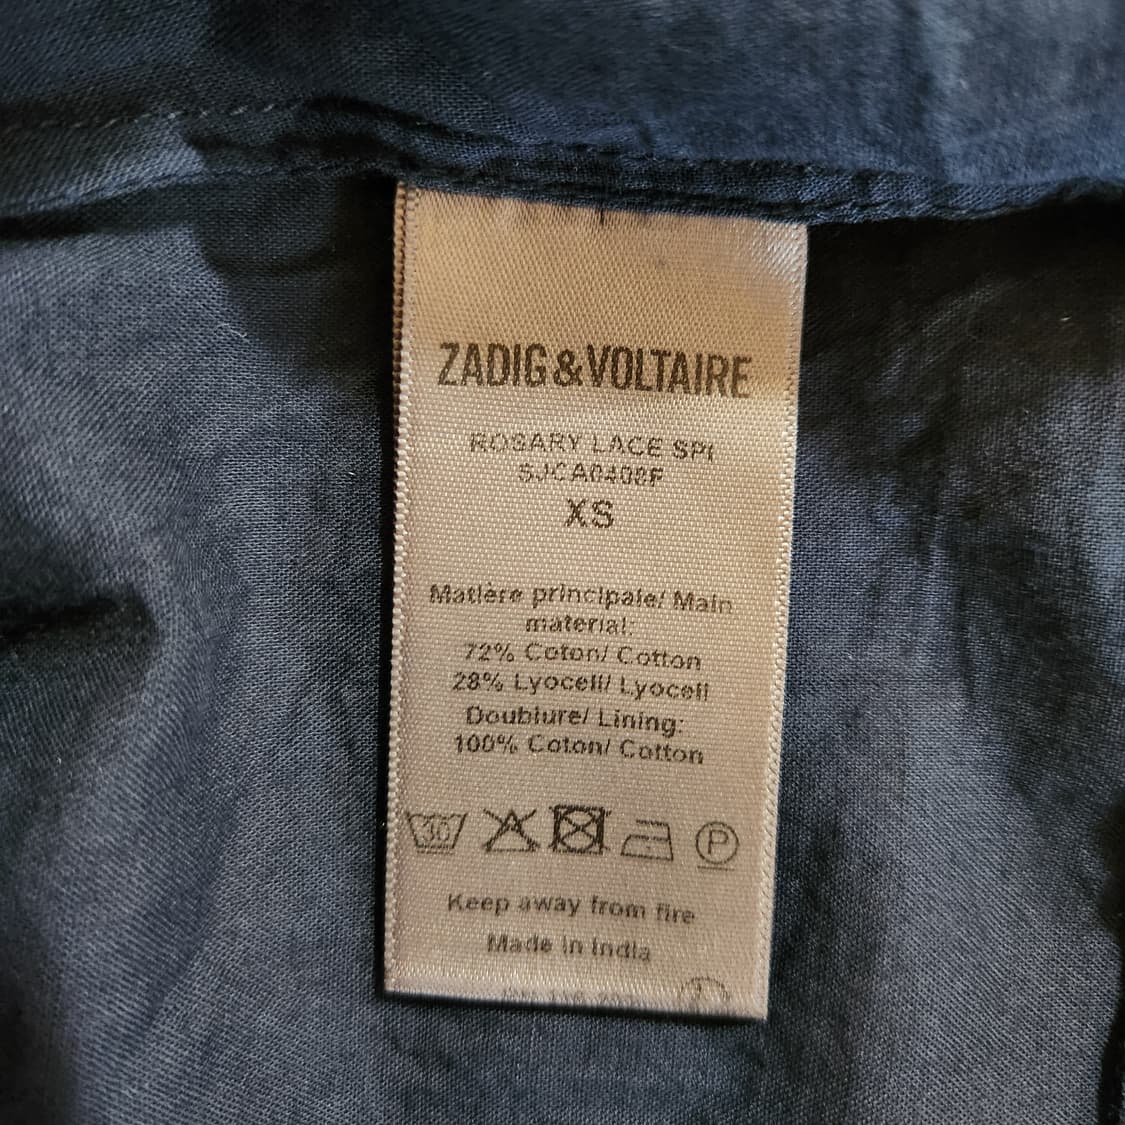 ZADIG&VOLTAIRE
ROSARY LACE SPI
SJCA0408F
XS
Matière principale/ Main
material:
72% Coton/ Cotton
28% Lyocell/ Lyocell
Doublure/ Lining:
100% Coton/ Cotton
30
P
Keep away from fire
Made in India